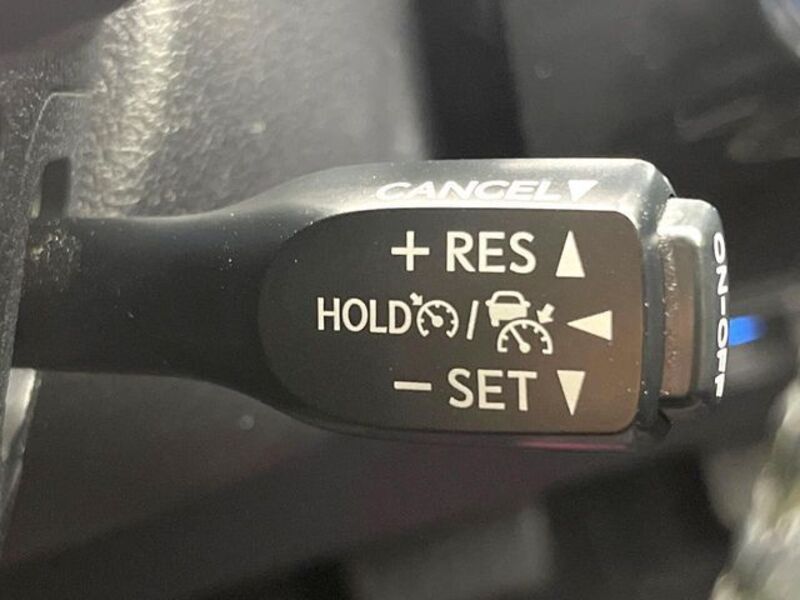 CANCEL▼
+ RES ▲
HOLD / ◀
− SET ▼
ON-OFF